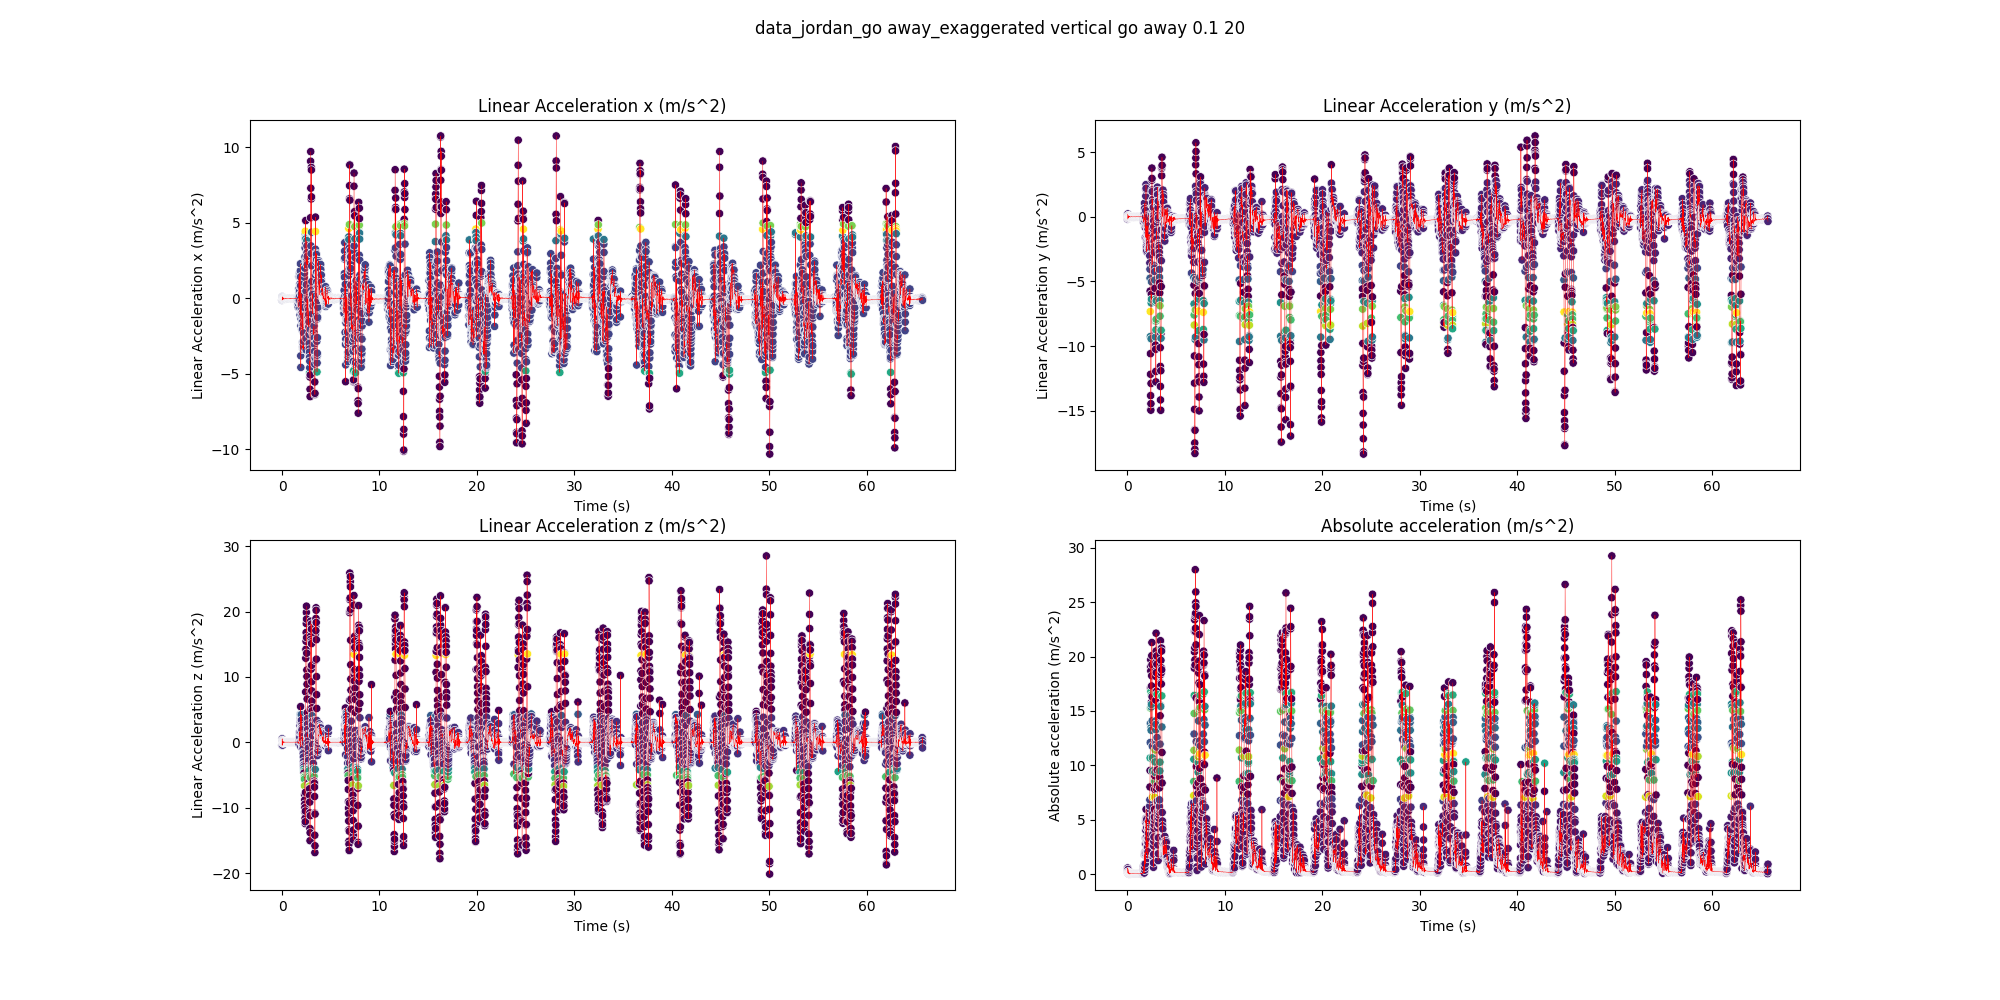 data_jordan_go away_exaggerated vertical go away 0.1 20
Linear Acceleration x (m/s^2)
Linear Acceleration x (m/s^2)
10
5
0
−5
−10
0 10 20 30 40 50 60
Time (s)
Linear Acceleration y (m/s^2)
Linear Acceleration y (m/s^2)
5
0
−5
−10
−15
0 10 20 30 40 50 60
Time (s)
Linear Acceleration z (m/s^2)
Linear Acceleration z (m/s^2)
30
20
10
0
−10
−20
0 10 20 30 40 50 60
Time (s)
Absolute acceleration (m/s^2)
Absolute acceleration (m/s^2)
30
25
20
15
10
5
0
0 10 20 30 40 50 60
Time (s)